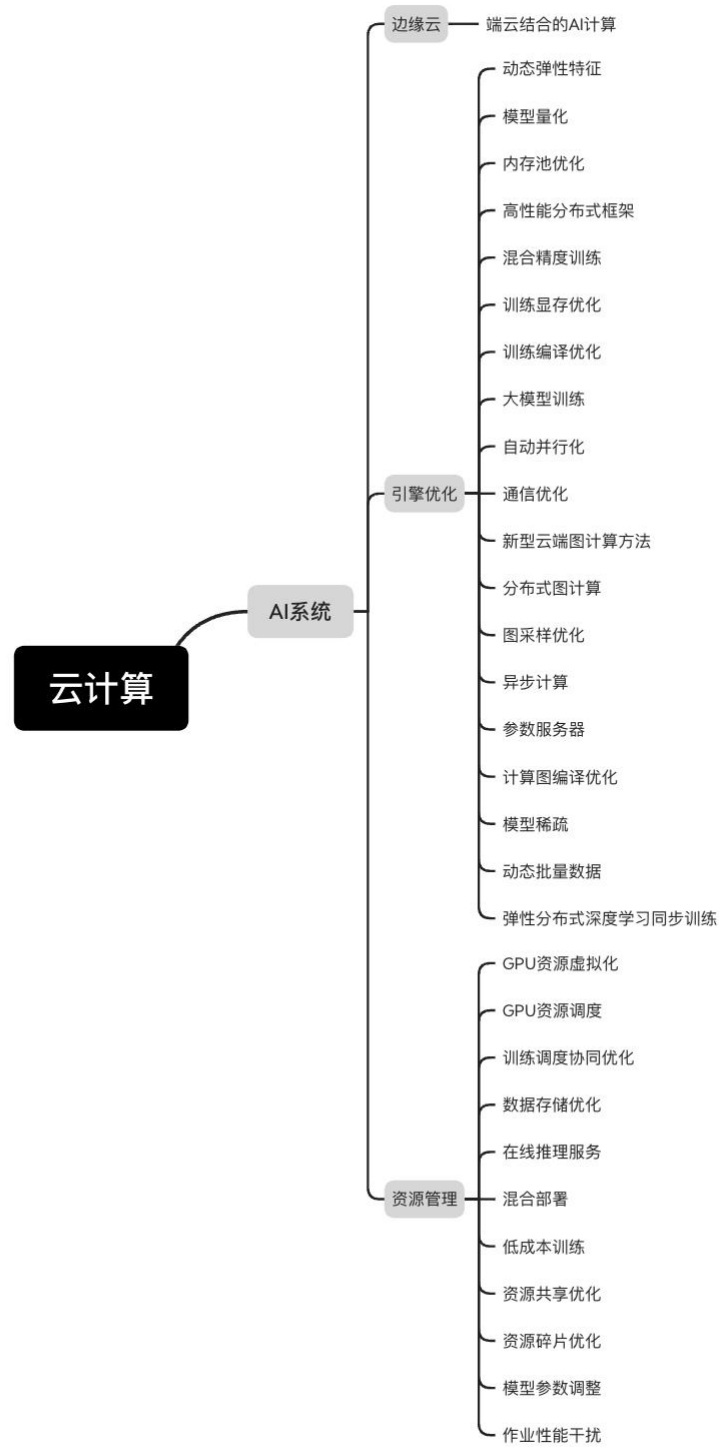 云计算
AI系统
边缘云
端云结合的AI计算
引擎优化
动态弹性特征
模型量化
内存池优化
高性能分布式框架
混合精度训练
训练显存优化
训练编译优化
大模型训练
自动并行化
通信优化
新型云端图计算方法
分布式图计算
图采样优化
异步计算
参数服务器
计算图编译优化
模型稀疏
动态批量数据
弹性分布式深度学习同步训练
资源管理
GPU资源虚拟化
GPU资源调度
训练调度协同优化
数据存储优化
在线推理服务
混合部署
低成本训练
资源共享优化
资源碎片优化
模型参数调整
作业性能干扰